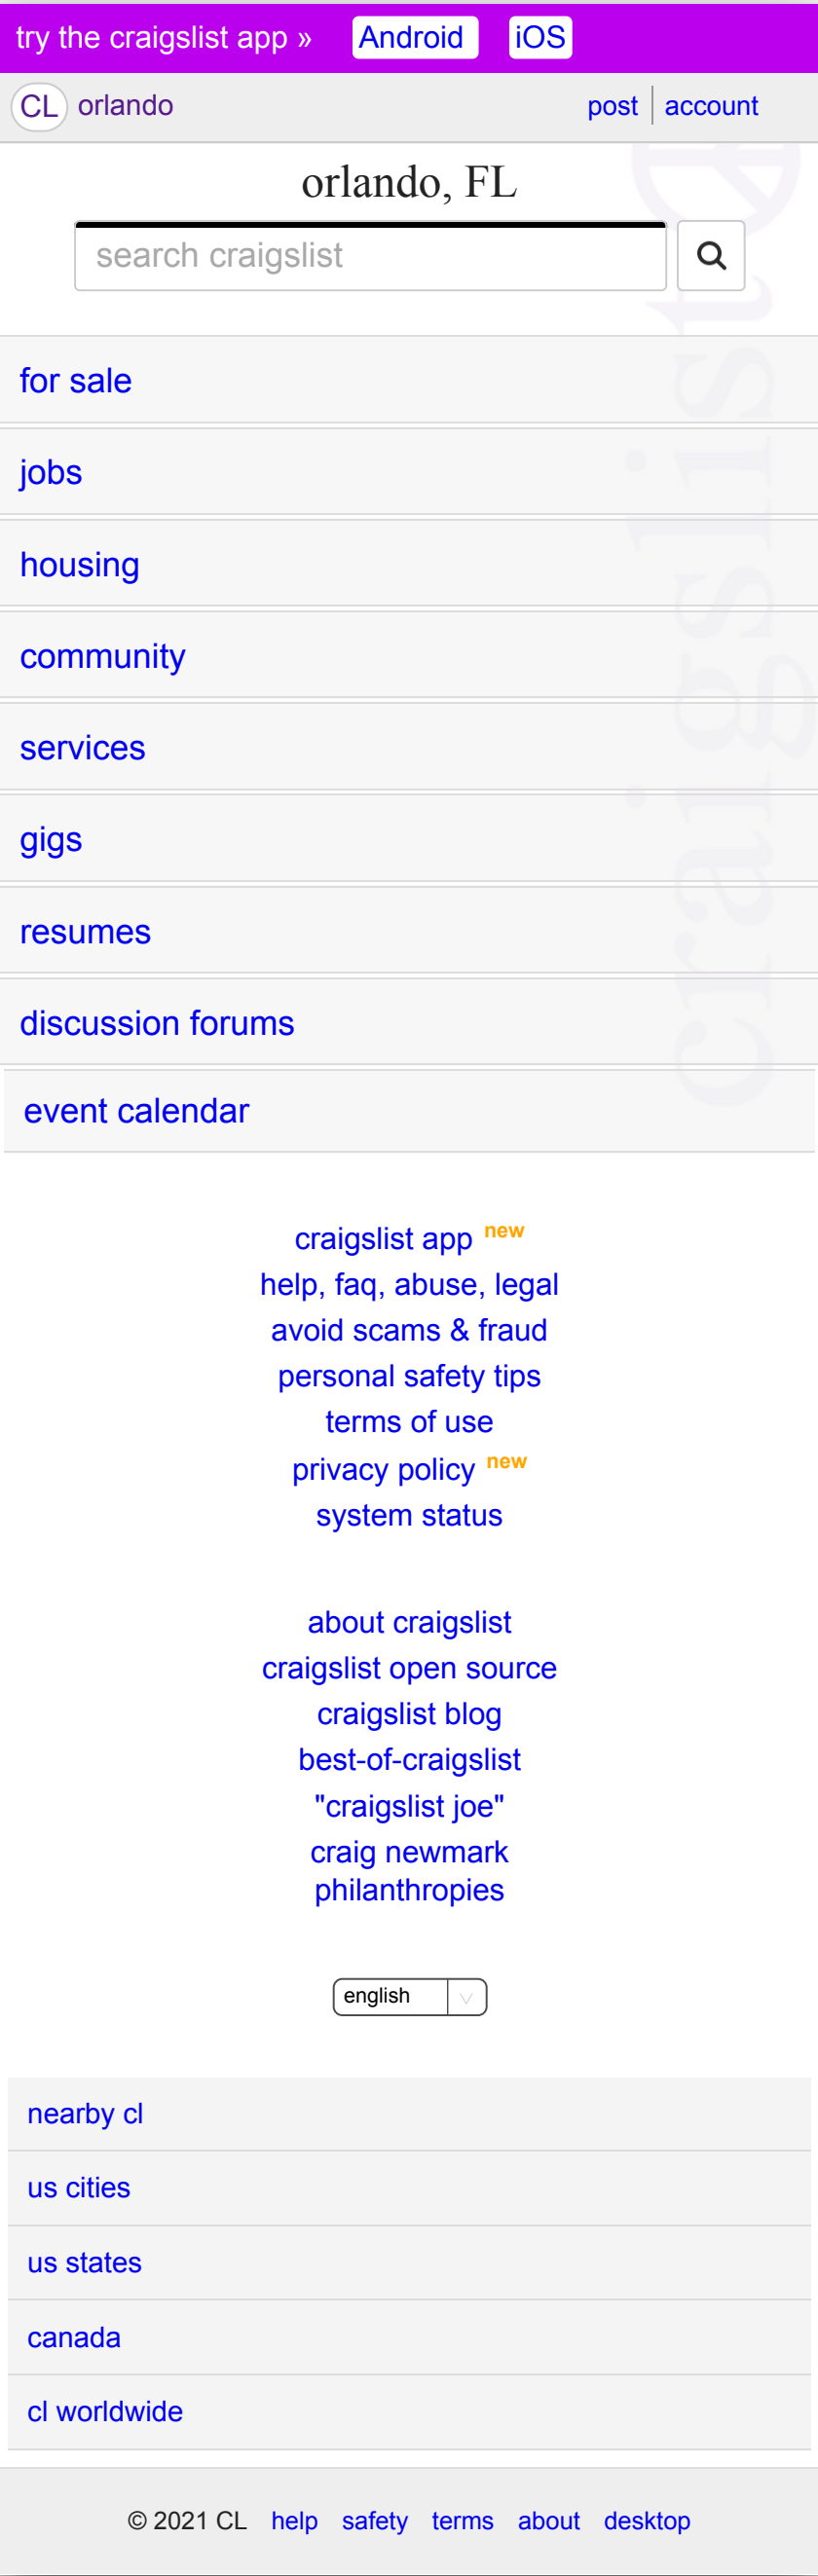 try the craigslist app » Android iOS
CL orlando post account
orlando, FL
search craigslist
for sale
jobs
housing
community
services
gigs
resumes
discussion forums
event calendar
craigslist
craigslist app new
help, faq, abuse, legal
avoid scams & fraud
personal safety tips
terms of use
privacy policy new
system status
about craigslist
craigslist open source
craigslist blog
best-of-craigslist
"craigslist joe"
craig newmark
philanthropies
english
nearby cl
us cities
us states
canada
cl worldwide
© 2021 CL help safety terms about desktop